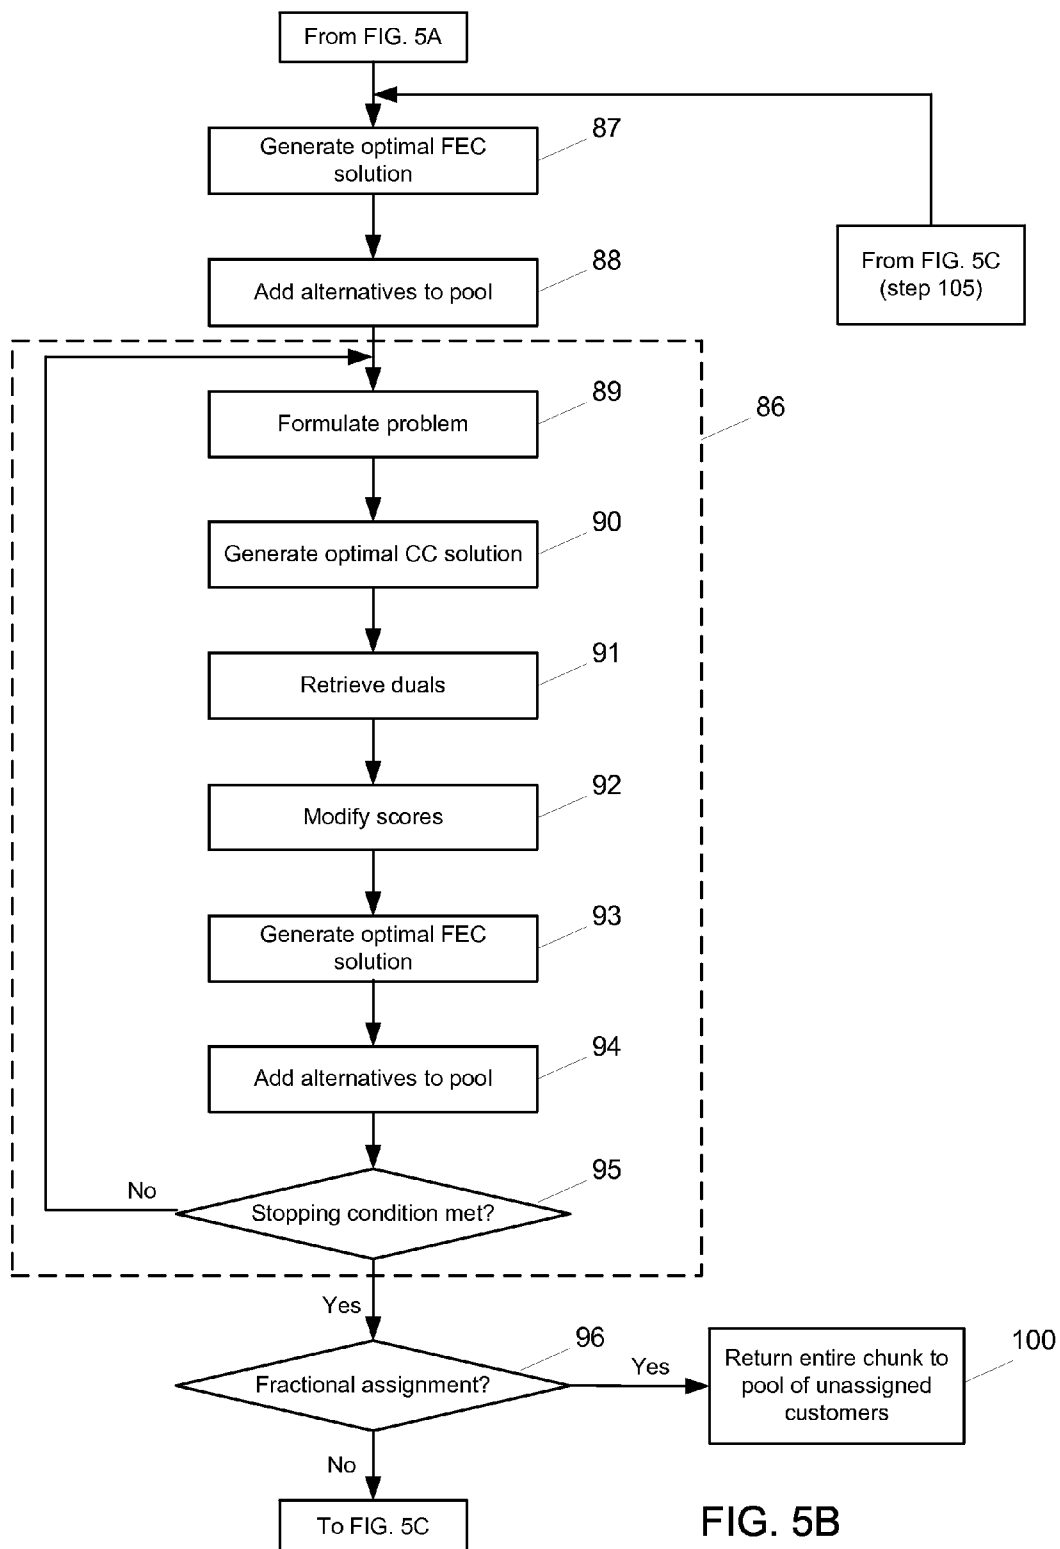 From FIG. 5A
Generate optimal FEC
solution
87
Add alternatives to pool
88
From FIG. 5C
(step 105)
Formulate problem
89
86
Generate optimal CC solution
90
Retrieve duals
91
Modify scores
92
Generate optimal FEC
solution
93
Add alternatives to pool
94
Stopping condition met?
95
No
Yes
Fractional assignment?
96
Yes
Return entire chunk to
pool of unassigned
customers
100
No
To FIG. 5C
FIG. 5B